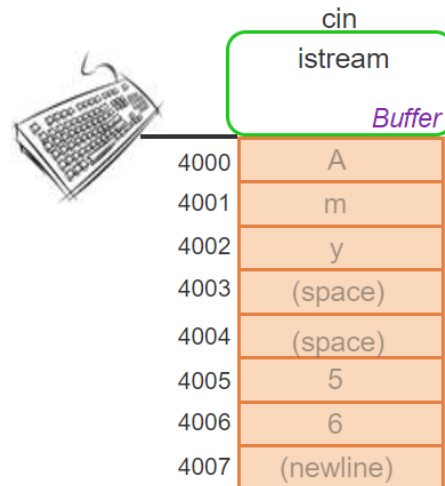 cin
istream
Buffer
4000 A
4001 m
4002 y
4003 (space)
4004 (space)
4005 5
4006 6
4007 (newline)